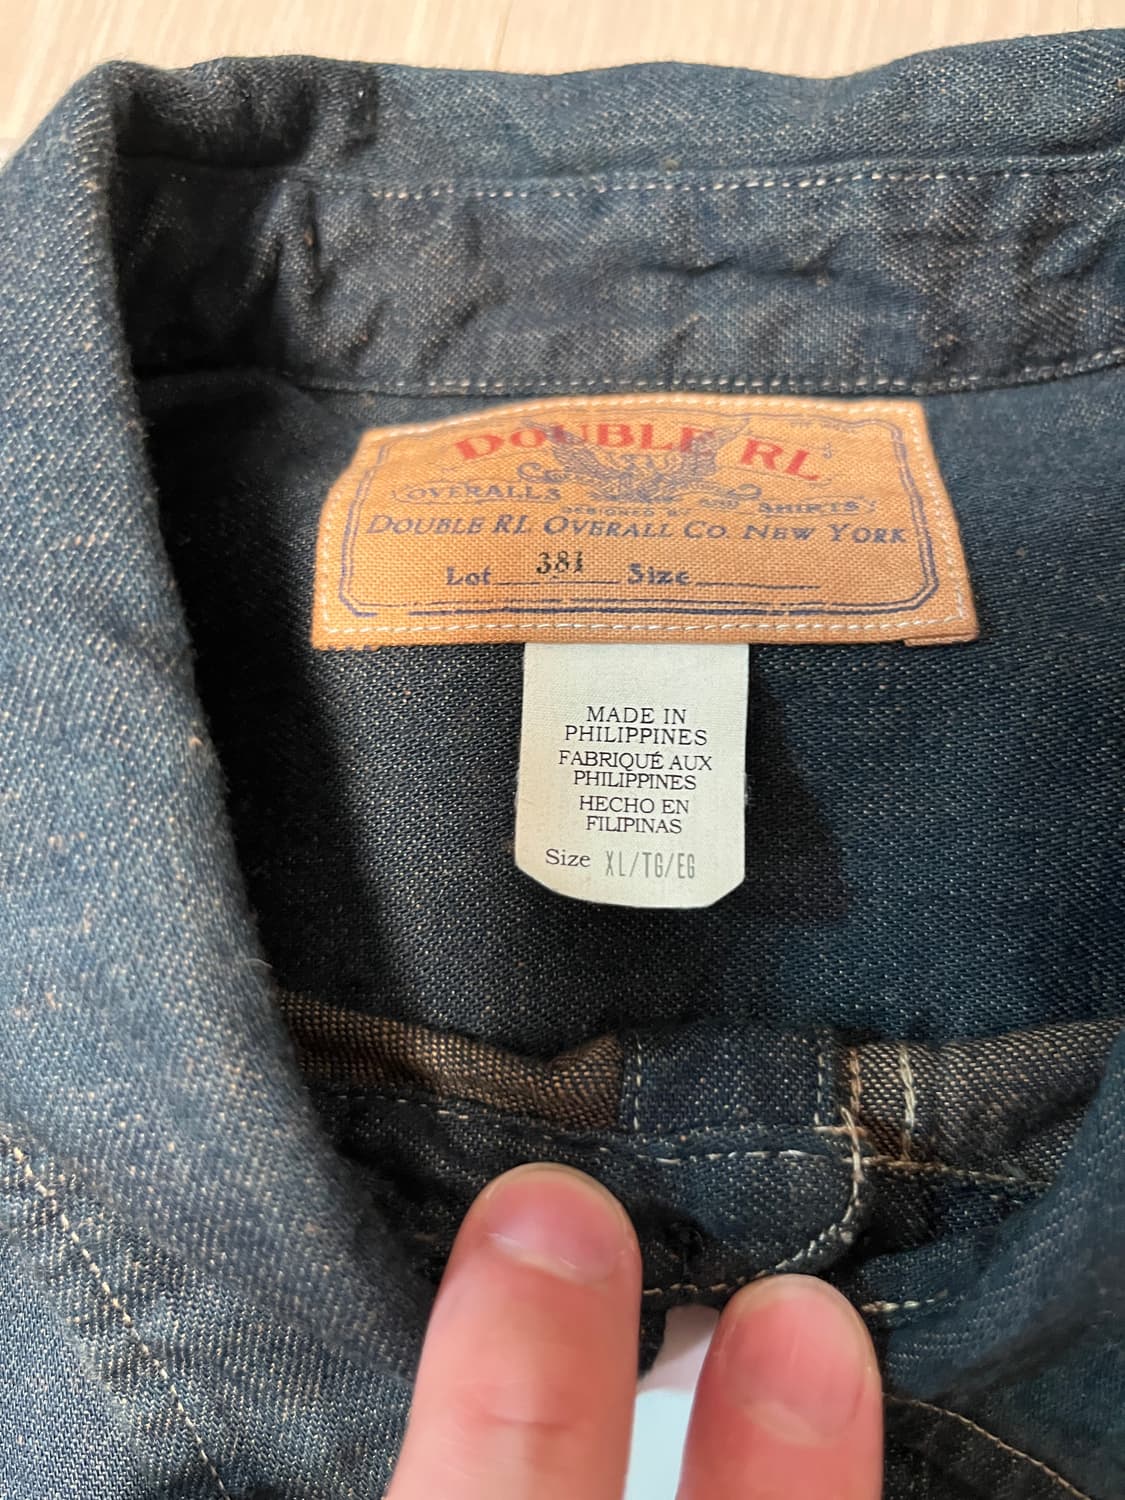 DOUBLE RL
OVERALLS AND SHIRTS
DESIGNED BY
DOUBLE RL OVERALL CO. NEW YORK
Lot 381 Size
MADE IN
PHILIPPINES
FABRIQUÉ AUX
PHILIPPINES
HECHO EN
FILIPINAS
Size XL/TG/EG